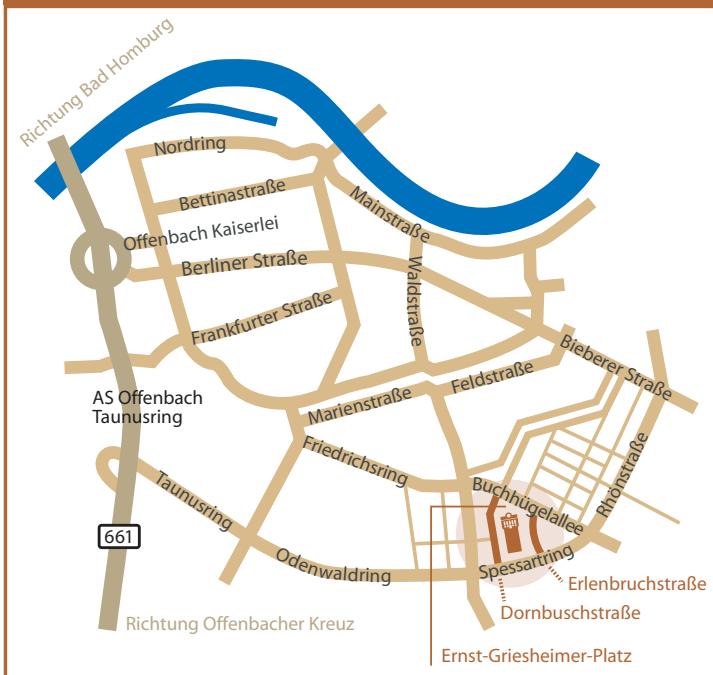 Richtung Bad Homburg
Nordring
Bettinastraße
Mainstraße
Offenbach Kaiserlei
Berliner Straße
Waldstraße
Frankfurter Straße
Bieberer Straße
AS Offenbach
Taunusring
Marienstraße
Feldstraße
Friedrichsring
Rhönstraße
Taunusring
Buchhügelallee
661
Odenwaldring
Spessartring
Erlenbruchstraße
Dornbuschstraße
Richtung Offenbacher Kreuz
Ernst-Griesheimer-Platz